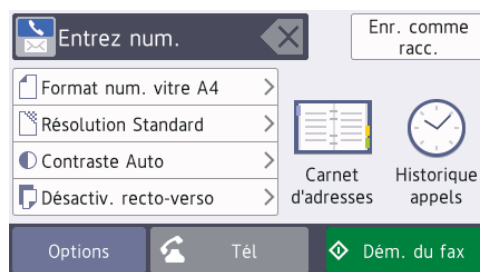 Entrez num.
Enr. comme
racc.
Format num. vitre A4
Résolution Standard
Contraste Auto
Désactiv. recto-verso
Carnet
d'adresses
Historique
appels
Options
Tél
Dém. du fax